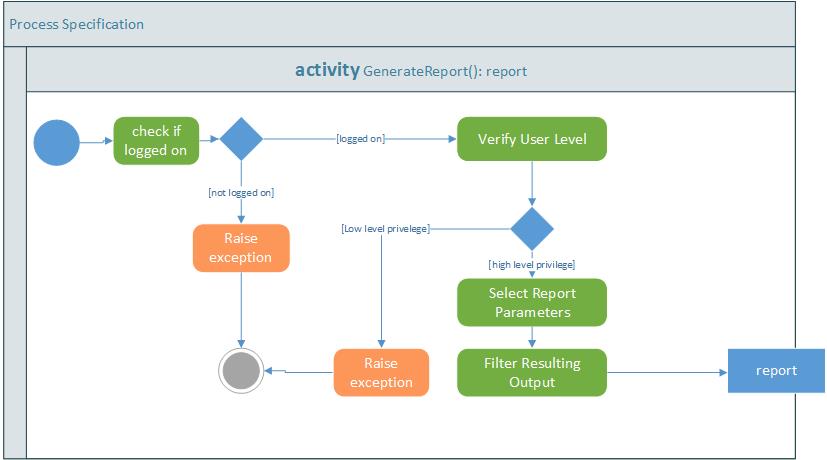 Process Specification
activity GenerateReport(): report
check if
logged on
[logged on]
Verify User Level
[not logged on]
Raise
exception
[Low level privelege]
[high level privilege]
Select Report
Parameters
Raise
exception
Filter Resulting
Output
report